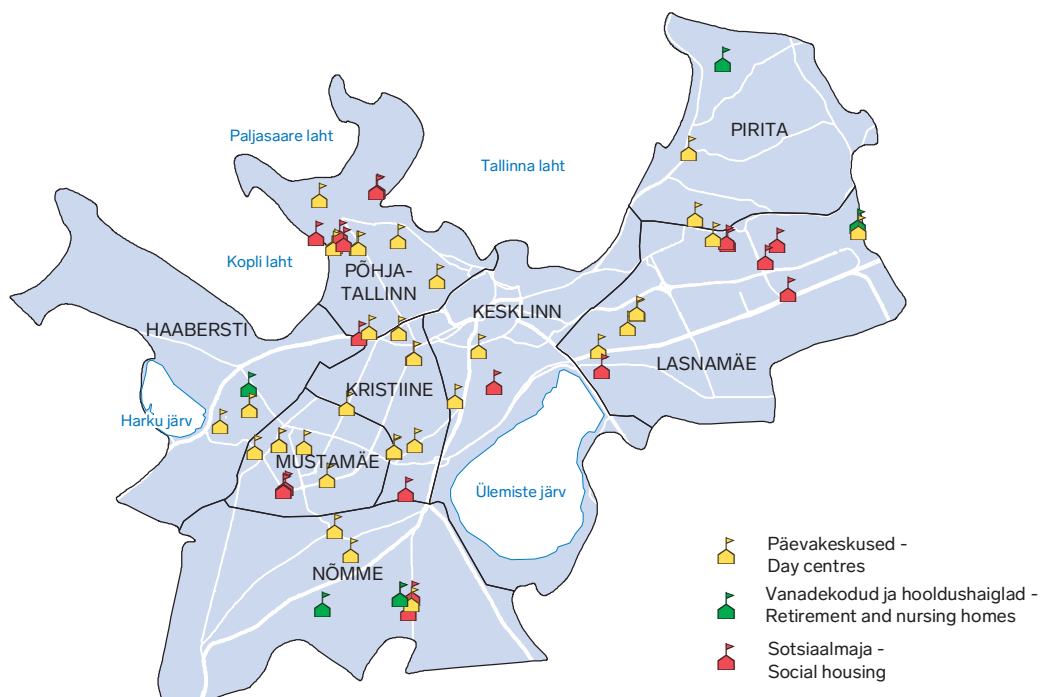 PIRITA
Paljasaare laht
Tallinna laht
Kopli laht
PÕHJA-
TALLINN
KESKLINN
HAABERSTI
LASNAMÄE
KRISTIINE
Harku järv
MUSTAMÄE
Ülemiste järv
NÕMME
Päevakeskused -
Day centres
Vanadekodud ja hooldushaiglad -
Retirement and nursing homes
Sotsiaalmaja -
Social housing